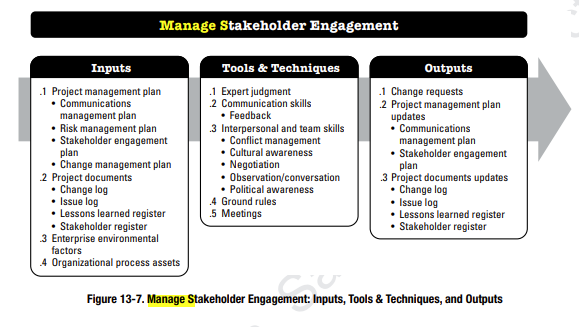 Manage Stakeholder Engagement
Inputs
.1 Project management plan
• Communications
management plan
• Risk management plan
• Stakeholder engagement
plan
• Change management plan
.2 Project documents
• Change log
• Issue log
• Lessons learned register
• Stakeholder register
.3 Enterprise environmental
factors
.4 Organizational process assets
Tools & Techniques
.1 Expert judgment
.2 Communication skills
• Feedback
.3 Interpersonal and team skills
• Conflict management
• Cultural awareness
• Negotiation
• Observation/conversation
• Political awareness
.4 Ground rules
.5 Meetings
Outputs
.1 Change requests
.2 Project management plan
updates
• Communications
management plan
• Stakeholder engagement
plan
.3 Project documents updates
• Change log
• Issue log
• Lessons learned register
• Stakeholder register
Figure 13-7. Manage Stakeholder Engagement: Inputs, Tools & Techniques, and Outputs